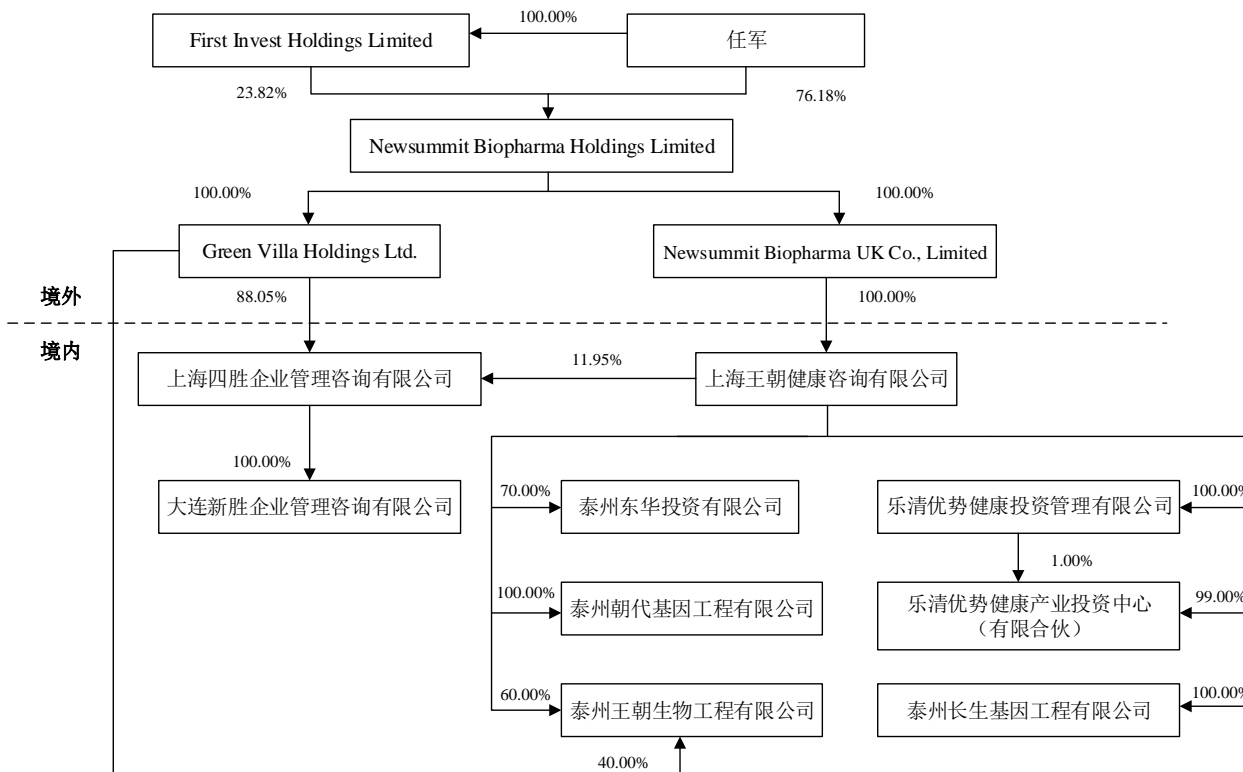 100.00%
First Invest Holdings Limited
任军
23.82%
76.18%
Newsummit Biopharma Holdings Limited
100.00%
100.00%
Green Villa Holdings Ltd.
Newsummit Biopharma UK Co., Limited
境外
88.05%
100.00%
境内
上海四胜企业管理咨询有限公司
11.95%
上海王朝健康咨询有限公司
100.00%
大连新胜企业管理咨询有限公司
70.00%
泰州东华投资有限公司
乐清优势健康投资管理有限公司
100.00%
1.00%
100.00%
泰州朝代基因工程有限公司
乐清优势健康产业投资中心
（有限合伙）
99.00%
60.00%
泰州王朝生物工程有限公司
泰州长生基因工程有限公司
100.00%
40.00%